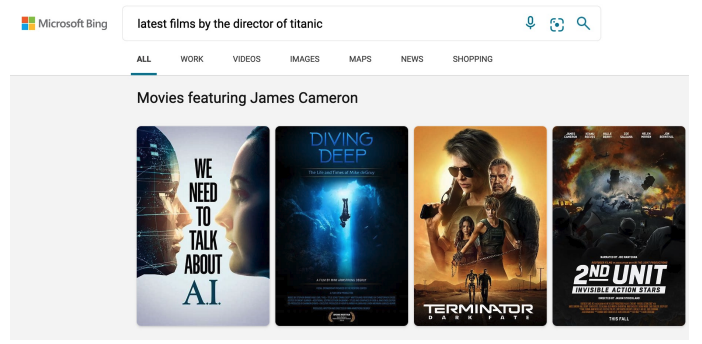 Microsoft Bing
latest films by the director of titanic
ALL WORK VIDEOS IMAGES MAPS NEWS SHOPPING
Movies featuring James Cameron
WE
NEED
TO
TALK
ABOUT
A.I.
DIVING
DEEP
The Life and Times of Mike deGruy
TERMINATOR
DARK FATE
2ND UNIT
INVISIBLE ACTION STARS
THIS FALL